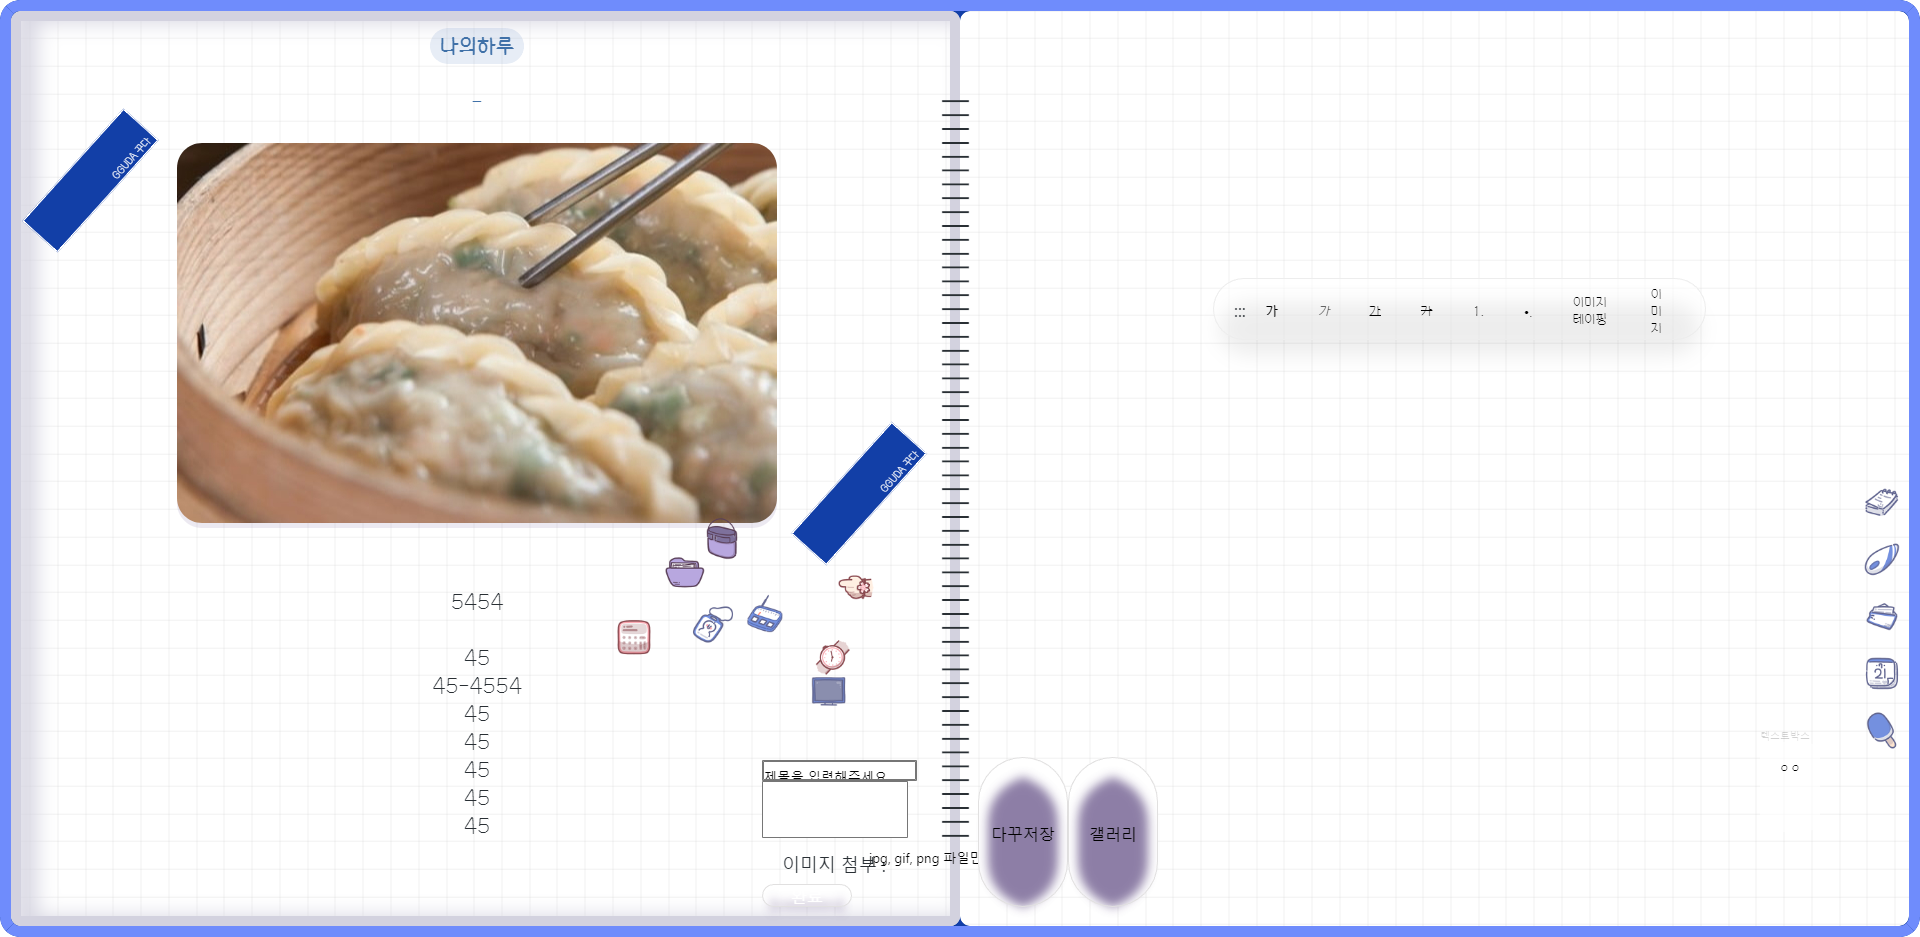 나의하루
–
GGUDA 꾸다
GGUDA 꾸다
5454
45
45-4554
45
45
45
45
45
제목을 입력해주세요
이미지 첨부 :
jpg, gif, png 파일만
완료
::: 가 가 가 가 1. •. 이미지 테이핑 이미지
21
텍스트박스
ㅇㅇ
다꾸저장
갤러리